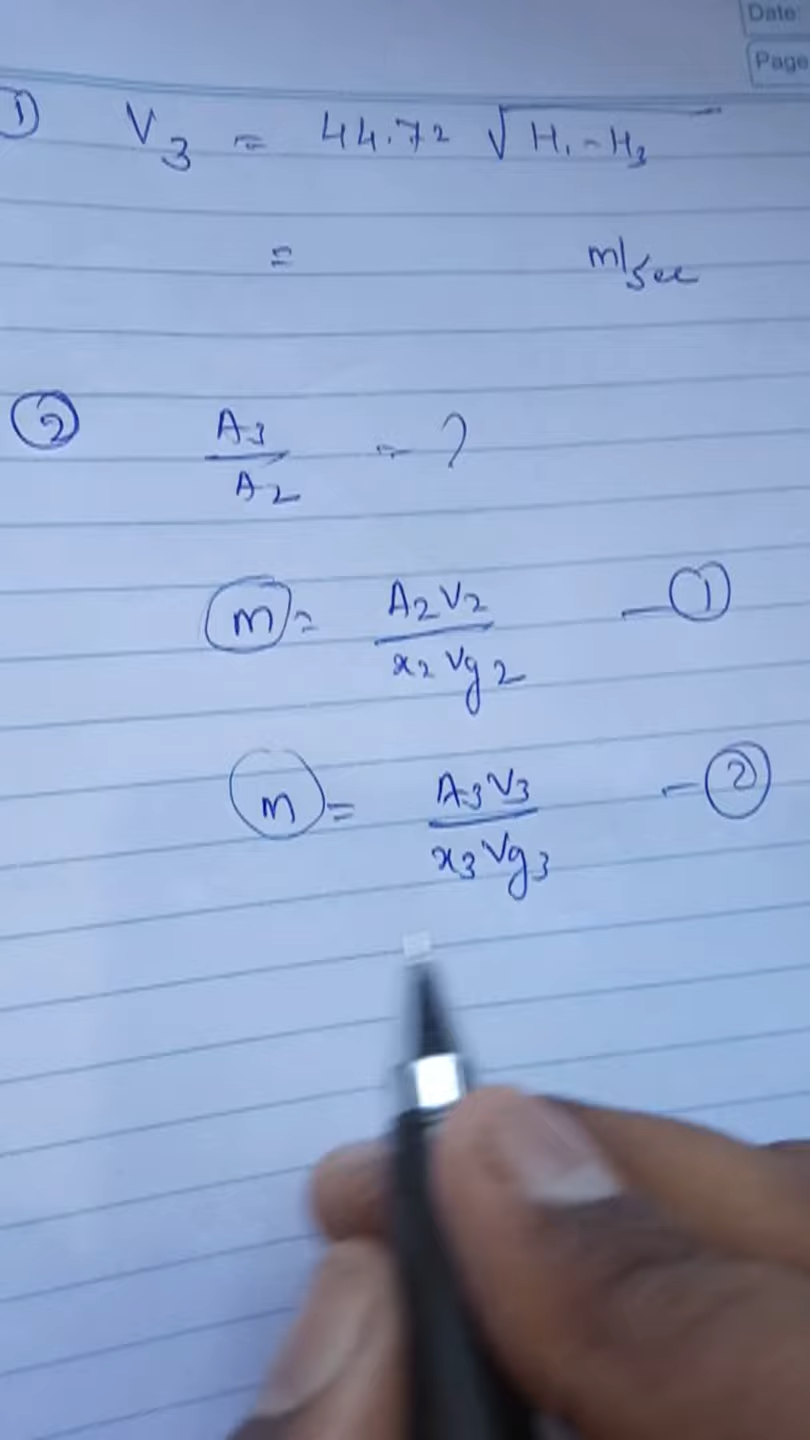 Date:
Page
① V₃ = 44.72 √H₁-H₃
= m/sec
② A₃/A₂ = ?
m = A₂V₂/x₂Vg₂ - ①
m = A₃V₃/x₃Vg₃ - ②